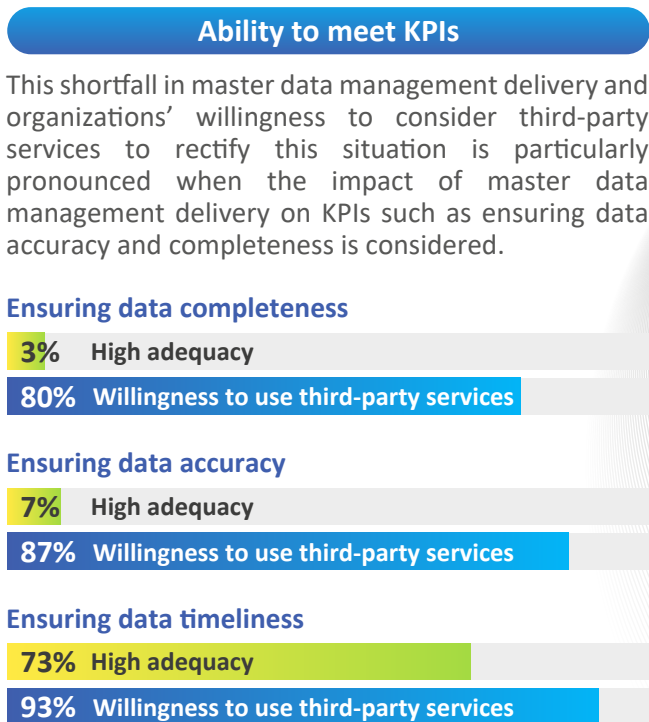 Ability to meet KPIs
This shortfall in master data management delivery and
organizations’ willingness to consider third-party
services to rectify this situation is particularly
pronounced when the impact of master data
management delivery on KPIs such as ensuring data
accuracy and completeness is considered.
Ensuring data completeness
3% High adequacy
80% Willingness to use third-party services
Ensuring data accuracy
7% High adequacy
87% Willingness to use third-party services
Ensuring data timeliness
73% High adequacy
93% Willingness to use third-party services